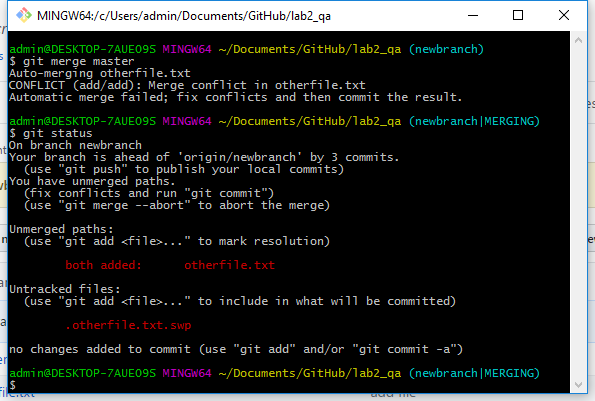 MINGW64:/c/Users/admin/Documents/GitHub/lab2_qa
admin@DESKTOP-7AUEO9S MINGW64 ~/Documents/GitHub/lab2_qa (newbranch)
$ git merge master
Auto-merging otherfile.txt
CONFLICT (add/add): Merge conflict in otherfile.txt
Automatic merge failed; fix conflicts and then commit the result.
admin@DESKTOP-7AUEO9S MINGW64 ~/Documents/GitHub/lab2_qa (newbranch|MERGING)
$ git status
On branch newbranch
Your branch is ahead of 'origin/newbranch' by 3 commits.
  (use "git push" to publish your local commits)
You have unmerged paths.
  (fix conflicts and run "git commit")
  (use "git merge --abort" to abort the merge)
Unmerged paths:
  (use "git add <file>..." to mark resolution)
        both added:      otherfile.txt
Untracked files:
  (use "git add <file>..." to include in what will be committed)
        .otherfile.txt.swp
no changes added to commit (use "git add" and/or "git commit -a")
admin@DESKTOP-7AUEO9S MINGW64 ~/Documents/GitHub/lab2_qa (newbranch|MERGING)
$